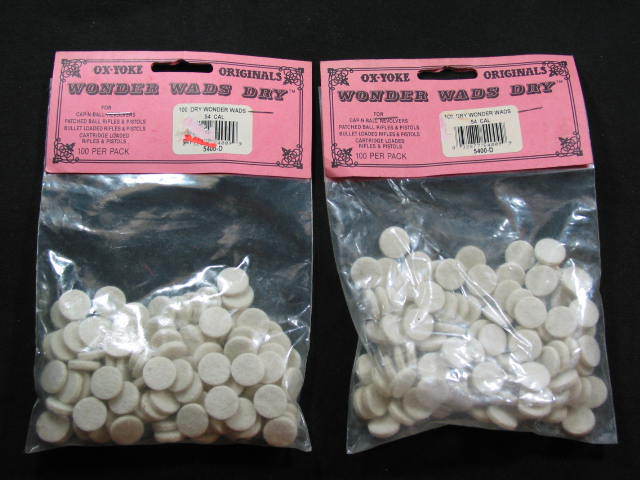 OX-YOKE ORIGINALS
WONDER WADS DRY™
FOR
CAP-N-BALL REVOLVERS
PATCHED BALL RIFLES & PISTOLS
BULLET LOADED RIFLES & PISTOLS
CARTRIDGE LOADED
RIFLES & PISTOLS
100 PER PACK
100 DRY WONDER WADS
54 CAL
5400-D
OX-YOKE ORIGINALS
WONDER WADS DRY™
FOR
CAP-N-BALL REVOLVERS
PATCHED BALL RIFLES & PISTOLS
BULLET LOADED RIFLES & PISTOLS
CARTRIDGE LOADED
RIFLES & PISTOLS
100 PER PACK
100 DRY WONDER WADS
54 CAL
5400-D